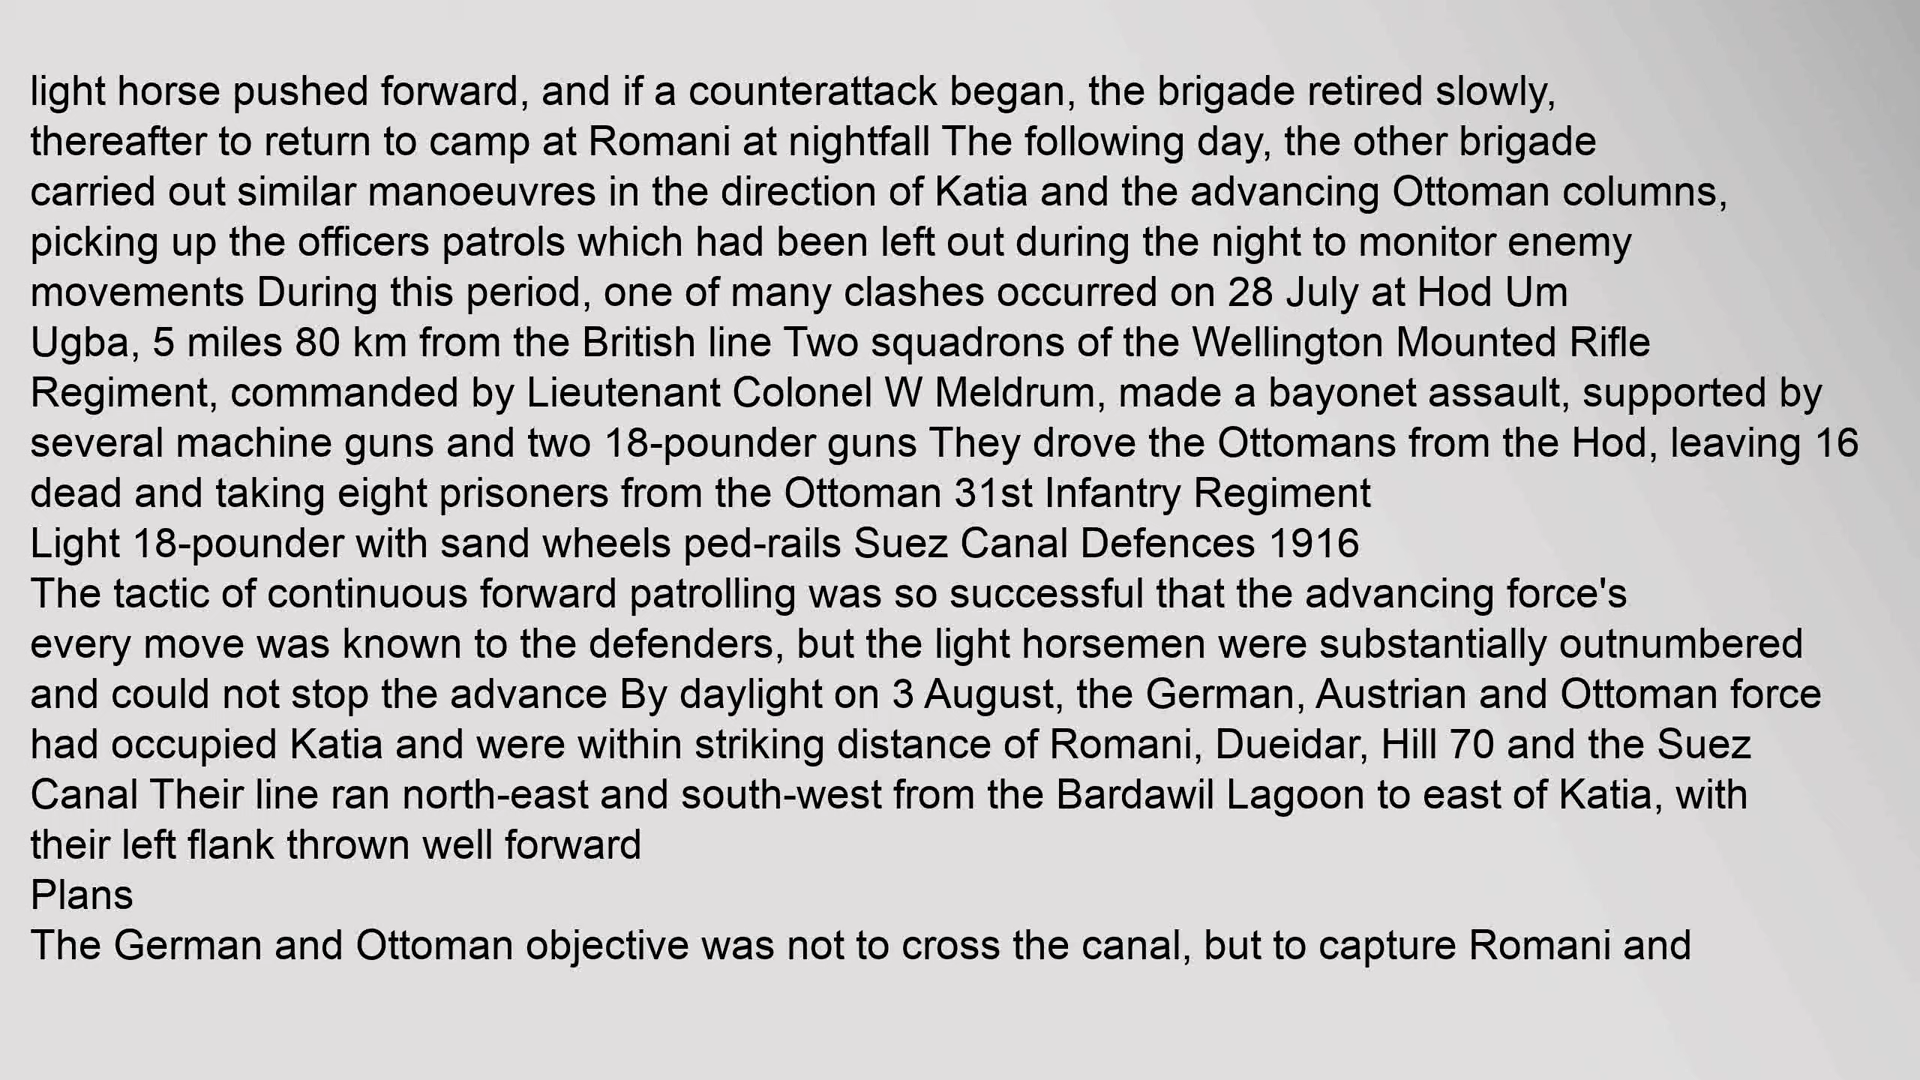 light horse pushed forward, and if a counterattack began, the brigade retired slowly,
thereafter to return to camp at Romani at nightfall The following day, the other brigade
carried out similar manoeuvres in the direction of Katia and the advancing Ottoman columns,
picking up the officers patrols which had been left out during the night to monitor enemy
movements During this period, one of many clashes occurred on 28 July at Hod Um
Ugba, 5 miles 80 km from the British line Two squadrons of the Wellington Mounted Rifle
Regiment, commanded by Lieutenant Colonel W Meldrum, made a bayonet assault, supported by
several machine guns and two 18-pounder guns They drove the Ottomans from the Hod, leaving 16
dead and taking eight prisoners from the Ottoman 31st Infantry Regiment
Light 18-pounder with sand wheels ped-rails Suez Canal Defences 1916
The tactic of continuous forward patrolling was so successful that the advancing force's
every move was known to the defenders, but the light horsemen were substantially outnumbered
and could not stop the advance By daylight on 3 August, the German, Austrian and Ottoman force
had occupied Katia and were within striking distance of Romani, Dueidar, Hill 70 and the Suez
Canal Their line ran north-east and south-west from the Bardawil Lagoon to east of Katia, with
their left flank thrown well forward
Plans
The German and Ottoman objective was not to cross the canal, but to capture Romani and